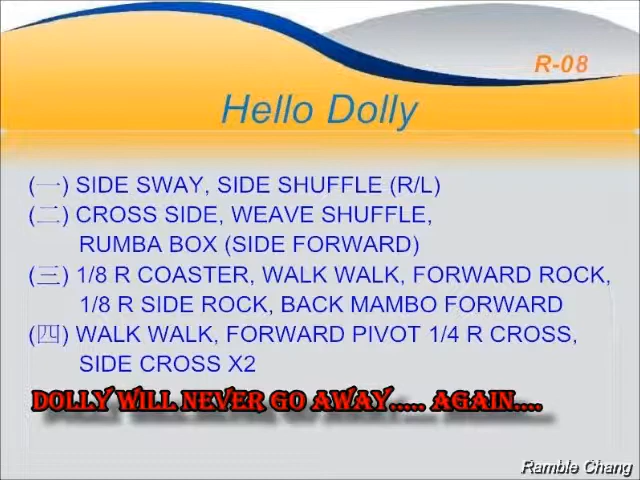 R-08
Hello Dolly
(一) SIDE SWAY, SIDE SHUFFLE (R/L)
(二) CROSS SIDE, WEAVE SHUFFLE,
RUMBA BOX (SIDE FORWARD)
(三) 1/8 R COASTER, WALK WALK, FORWARD ROCK,
1/8 R SIDE ROCK, BACK MAMBO FORWARD
(四) WALK WALK, FORWARD PIVOT 1/4 R CROSS,
SIDE CROSS X2
DOLLY WILL NEVER GO AWAY..... AGAIN....
Ramble Chang